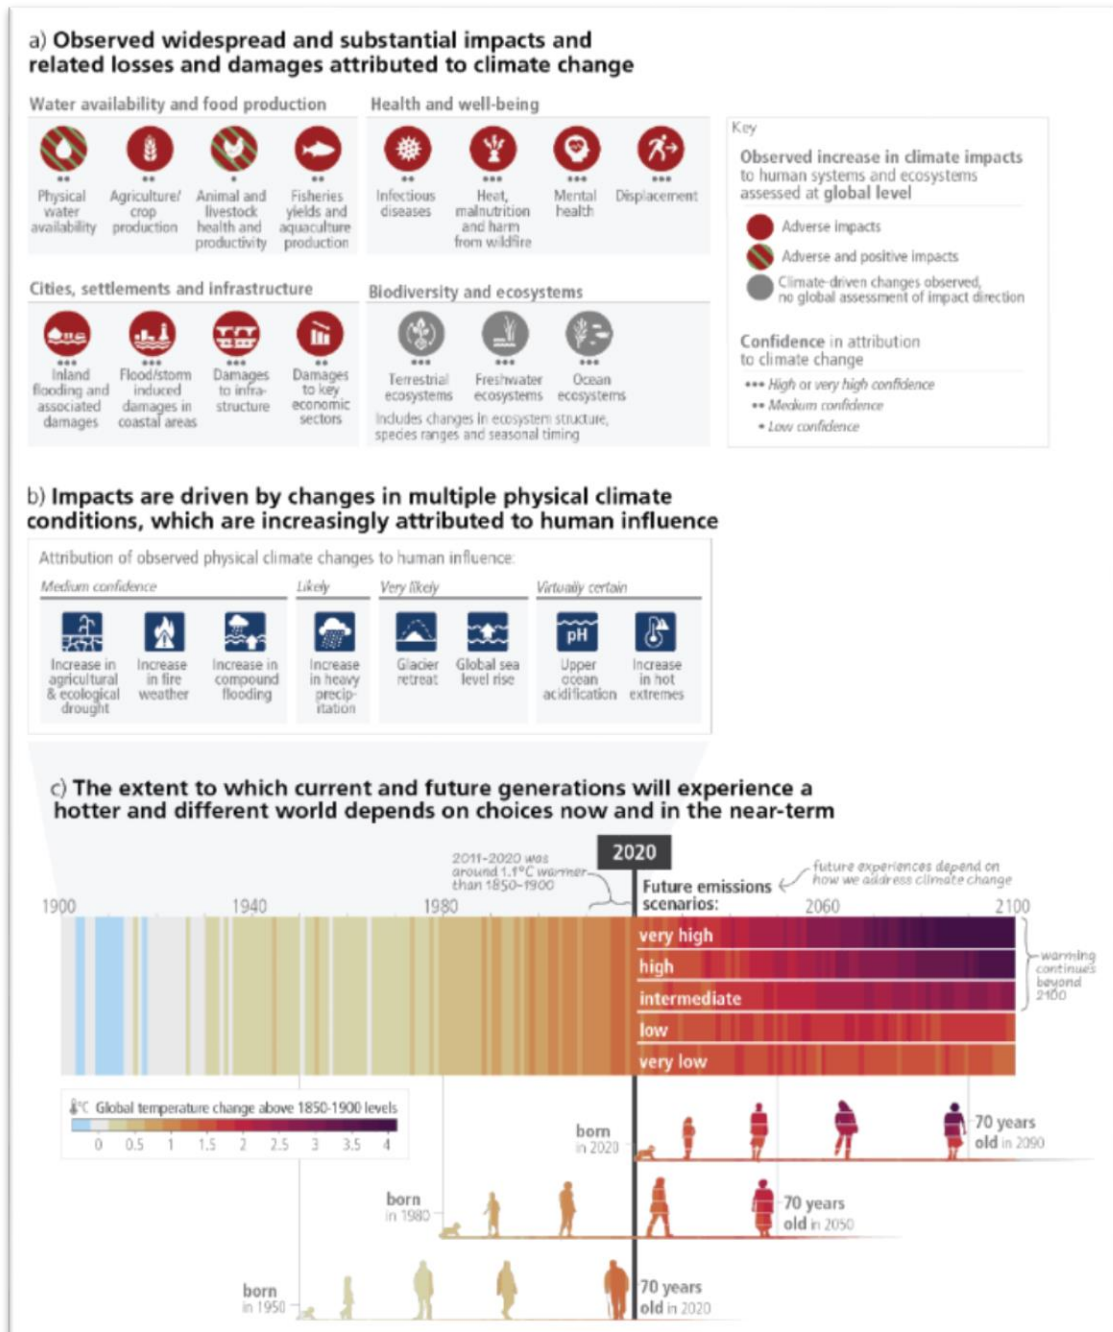 a) Observed widespread and substantial impacts and
related losses and damages attributed to climate change
Water availability and food production
Physical
water
availability
Agriculture/
crop
production
Animal and
livestock
health and
productivity
Fisheries
yields and
aquaculture
production
Health and well-being
Infectious
diseases
Heat,
malnutrition
and harm
from wildfire
Mental
health
Displacement
Cities, settlements and infrastructure
Inland
flooding and
associated
damages
Flood/storm
induced
damages in
coastal areas
Damages
to infra-
structure
Damages
to key
economic
sectors
Biodiversity and ecosystems
Terrestrial
ecosystems
Freshwater
ecosystems
Ocean
ecosystems
Includes changes in ecosystem structure,
species ranges and seasonal timing
Key
Observed increase in climate impacts
to human systems and ecosystems
assessed at global level
Adverse impacts
Adverse and positive impacts
Climate-driven changes observed,
no global assessment of impact direction
Confidence in attribution
to climate change
••• High or very high confidence
•• Medium confidence
• Low confidence
b) Impacts are driven by changes in multiple physical climate
conditions, which are increasingly attributed to human influence
Attribution of observed physical climate changes to human influence:
Medium confidence
Increase in
agricultural
& ecological
drought
Increase
in fire
weather
Increase in
compound
flooding
Likely
Increase
in heavy
precip-
itation
Very likely
Glacier
retreat
Global sea
level rise
Virtually certain
pH
Upper
ocean
acidification
Increase
in hot
extremes
c) The extent to which current and future generations will experience a
hotter and different world depends on choices now and in the near-term
2011-2020 was
around 1.1°C warmer
than 1850-1900
2020
future experiences depend on
how we address climate change
Future emissions
scenarios:
1900 1940 1980 2060 2100
very high
high
intermediate
low
very low
warming
continues
beyond
2100
°C Global temperature change above 1850-1900 levels
0 0.5 1 1.5 2 2.5 3 3.5 4
born
in 2020
70 years
old in 2090
born
in 1980
70 years
old in 2050
born
in 1950
70 years
old in 2020